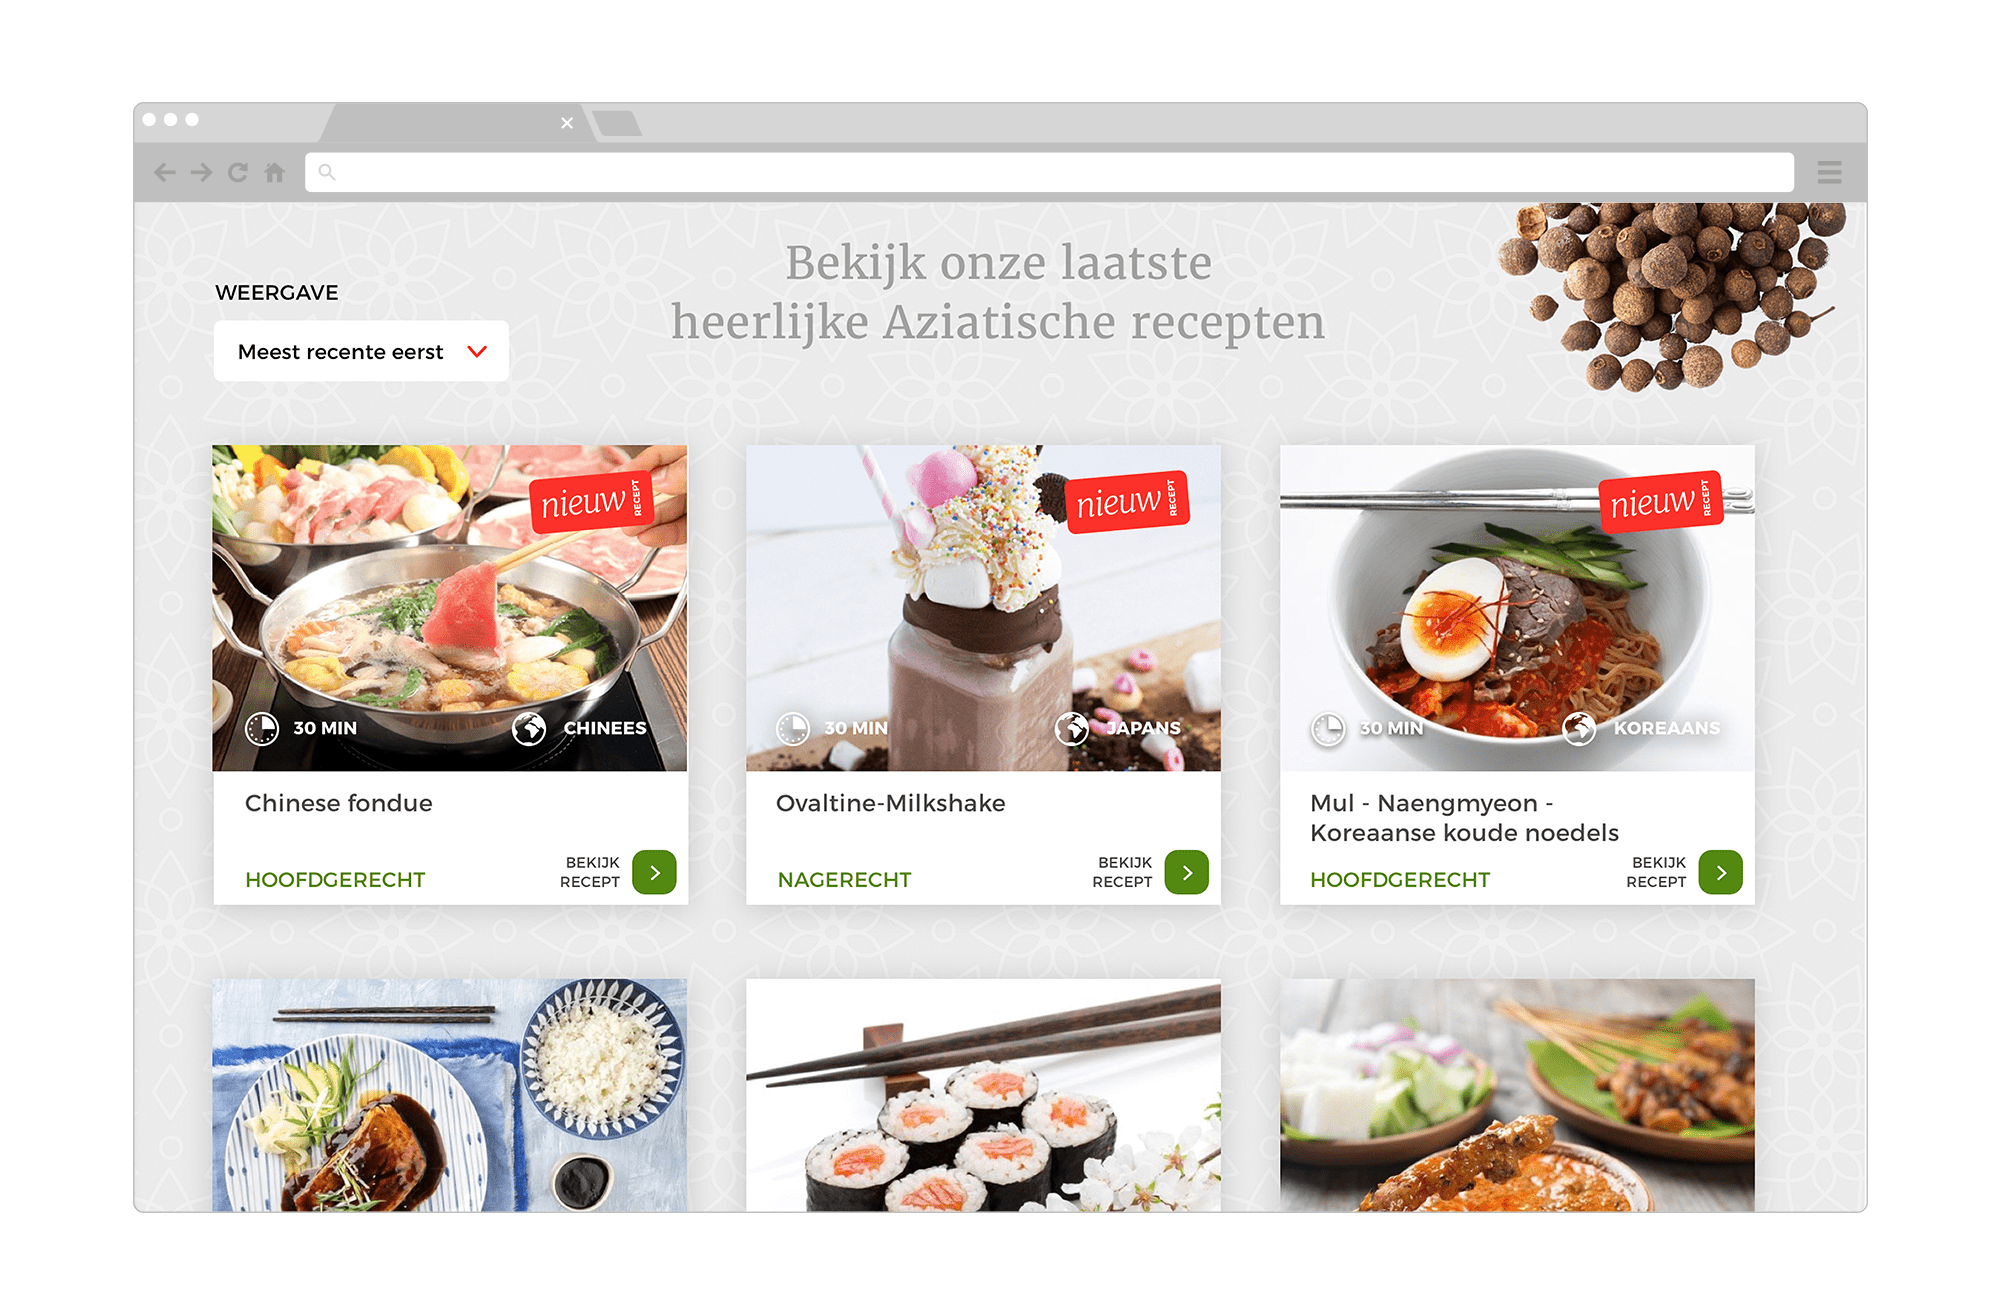 Bekijk onze laatste
heerlijke Aziatische recepten
WEERGAVE
Meest recente eerst
nieuw RECEPT
30 MIN
CHINEES
Chinese fondue
HOOFDGERECHT
BEKIJK
RECEPT
nieuw RECEPT
30 MIN
JAPANS
Ovaltine-Milkshake
NAGERECHT
BEKIJK
RECEPT
nieuw RECEPT
30 MIN
KOREAANS
Mul - Naengmyeon -
Koreaanse koude noedels
HOOFDGERECHT
BEKIJK
RECEPT